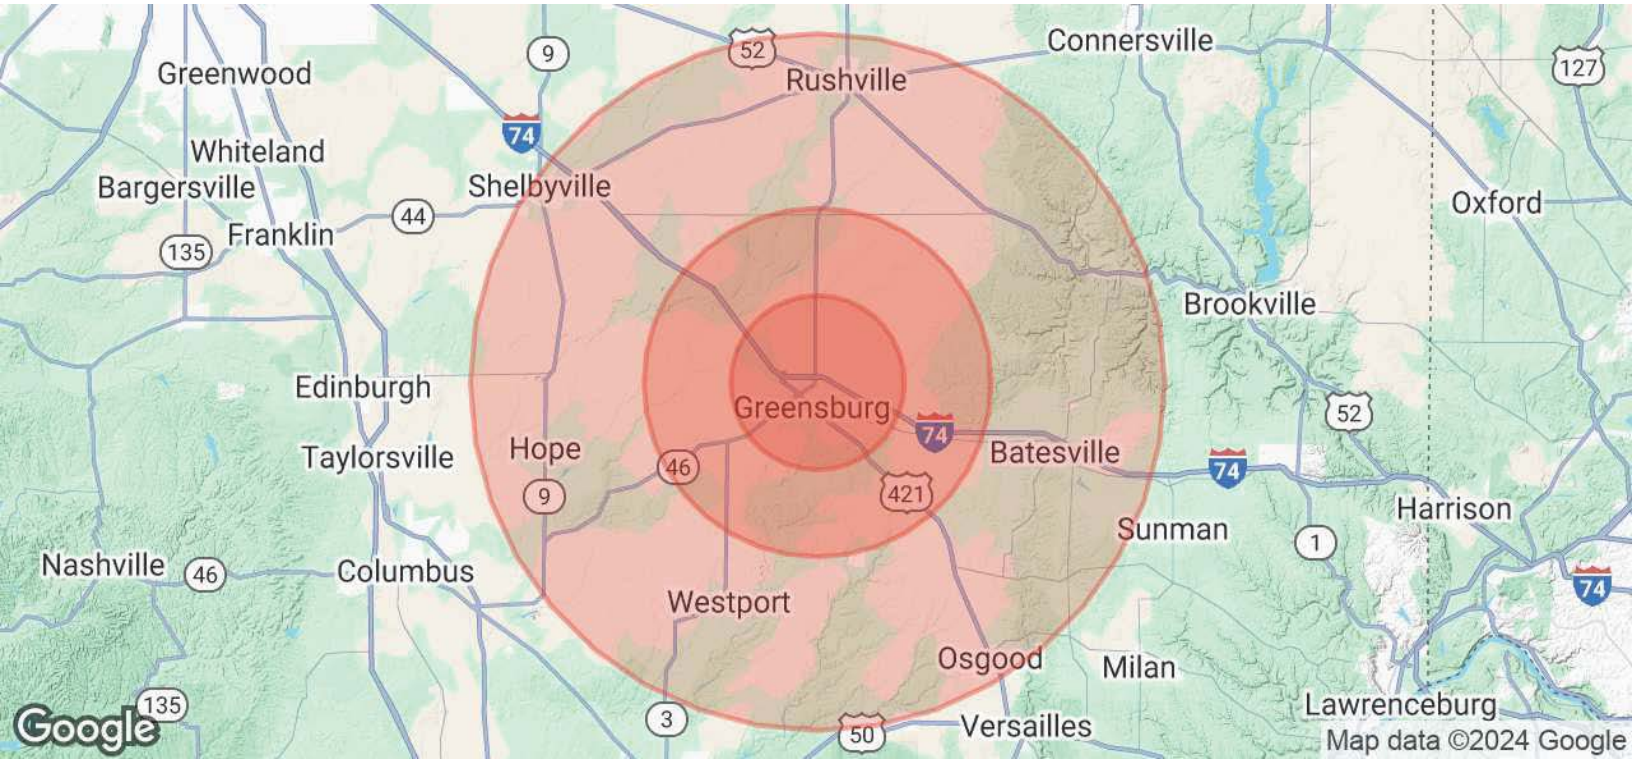 Connersville
52
9
127
Greenwood
Rushville
74
Whiteland
Bargersville
Shelbyville
Oxford
44
Franklin
135
Brookville
Edinburgh
Greensburg
52
74
Hope
Batesville
Taylorsville
46
74
9
421
Harrison
Sunman
1
Nashville
46
Columbus
74
Westport
Osgood
Milan
135
Lawrenceburg
3
Versailles
50
Google
Map data ©2024 Google